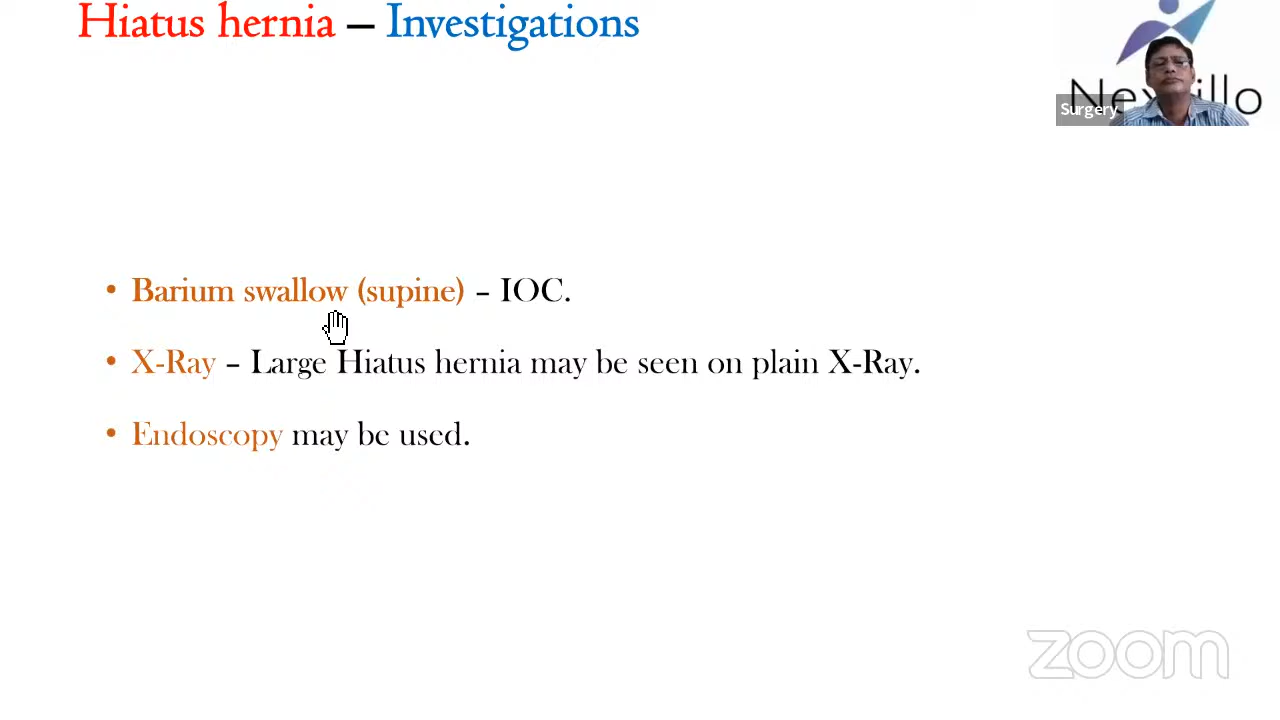 Hiatus hernia – Investigations
Surgery
• Barium swallow (supine) – IOC.
• X-Ray – Large Hiatus hernia may be seen on plain X-Ray.
• Endoscopy may be used.
zoom